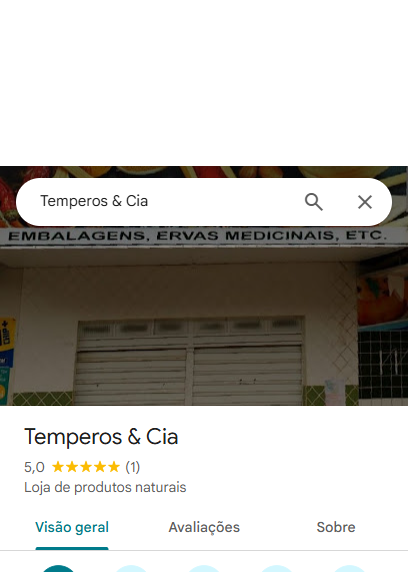 Temperos & Cia
EMBALAGENS, ERVAS MEDICINAIS, ETC.
Temperos & Cia
5,0 (1)
Loja de produtos naturais
Visão geral Avaliações Sobre